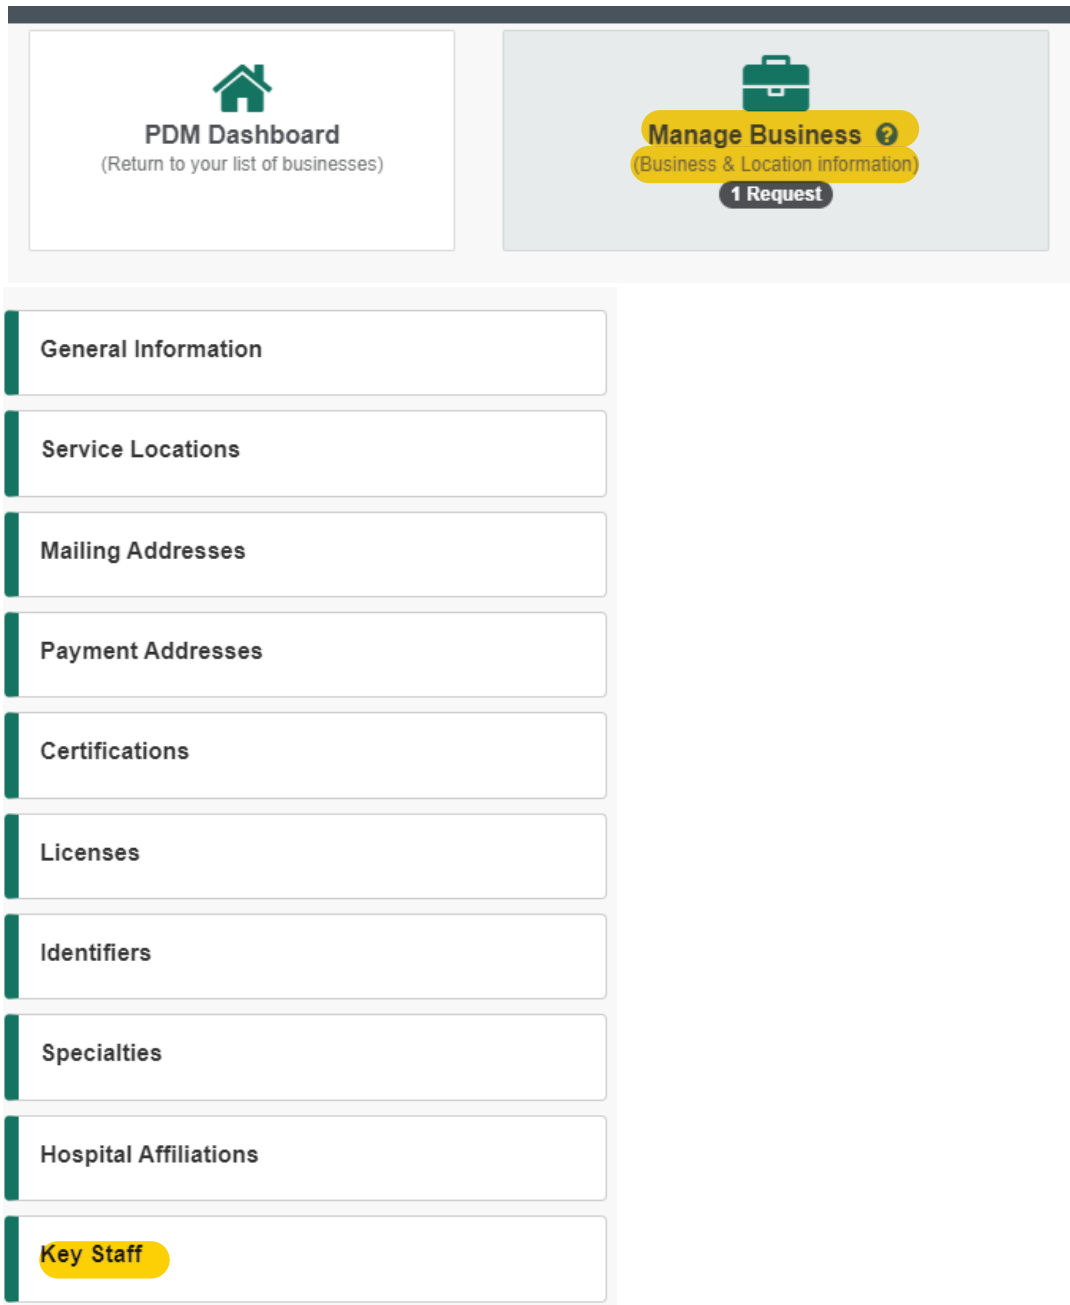 PDM Dashboard
(Return to your list of businesses)
Manage Business ?
(Business & Location information)
1 Request
General Information
Service Locations
Mailing Addresses
Payment Addresses
Certifications
Licenses
Identifiers
Specialties
Hospital Affiliations
Key Staff